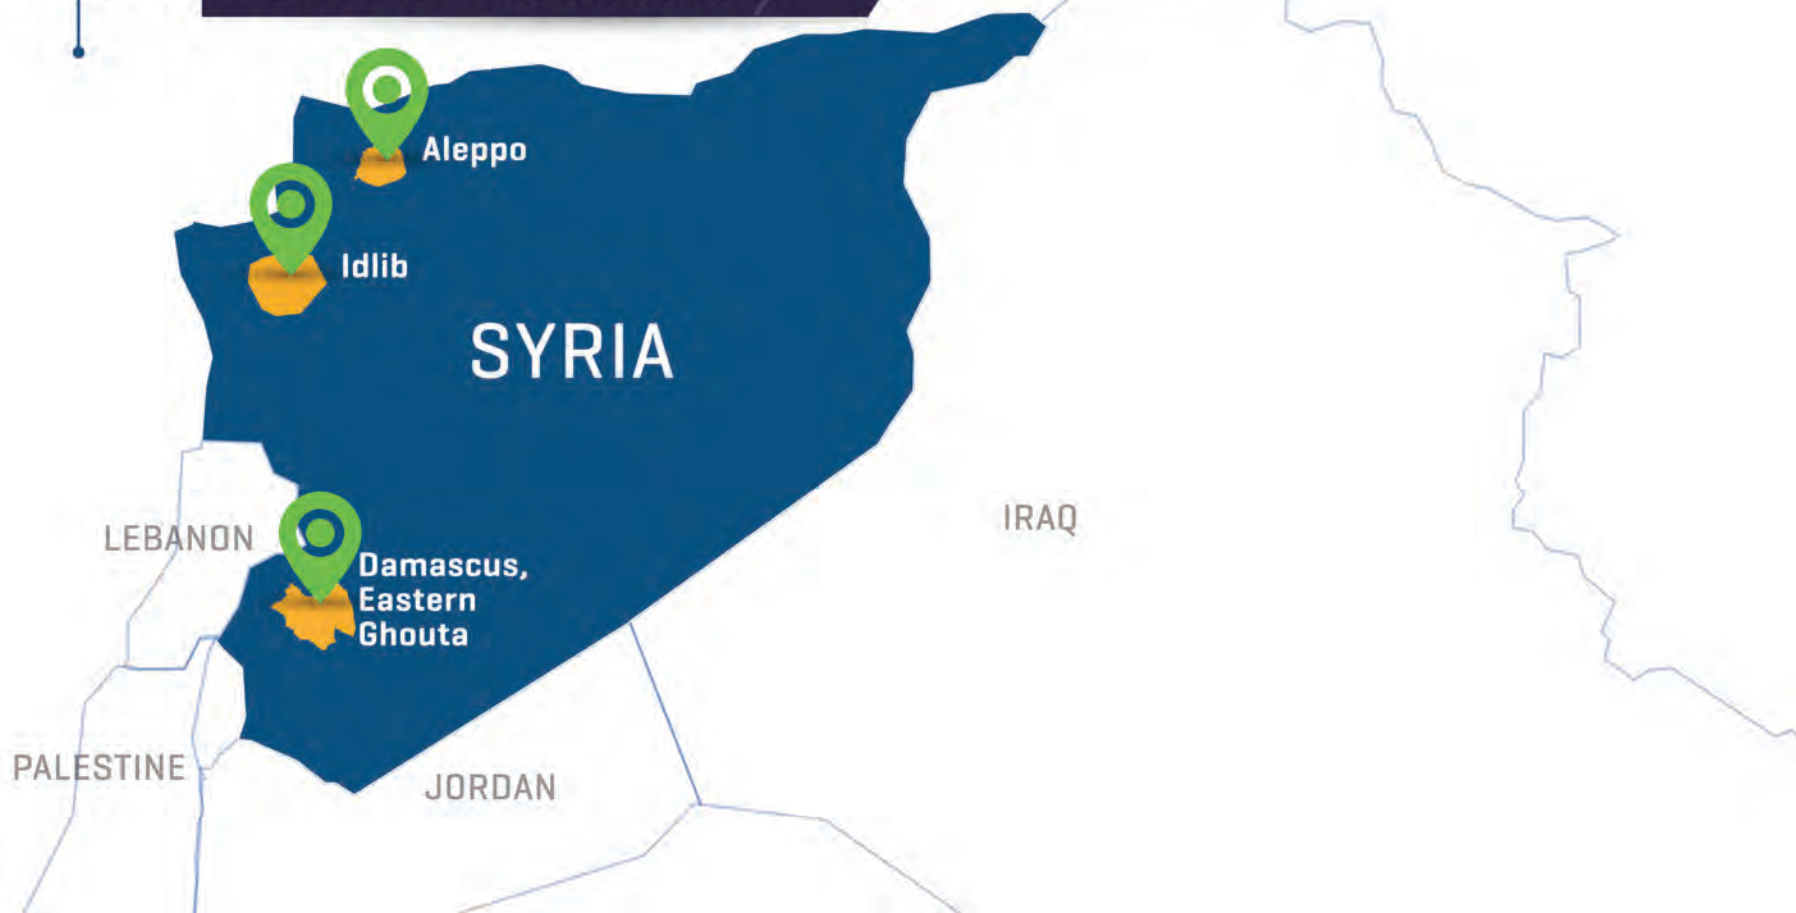 Aleppo
Idlib
SYRIA
LEBANON
IRAQ
Damascus,
Eastern
Ghouta
PALESTINE
JORDAN